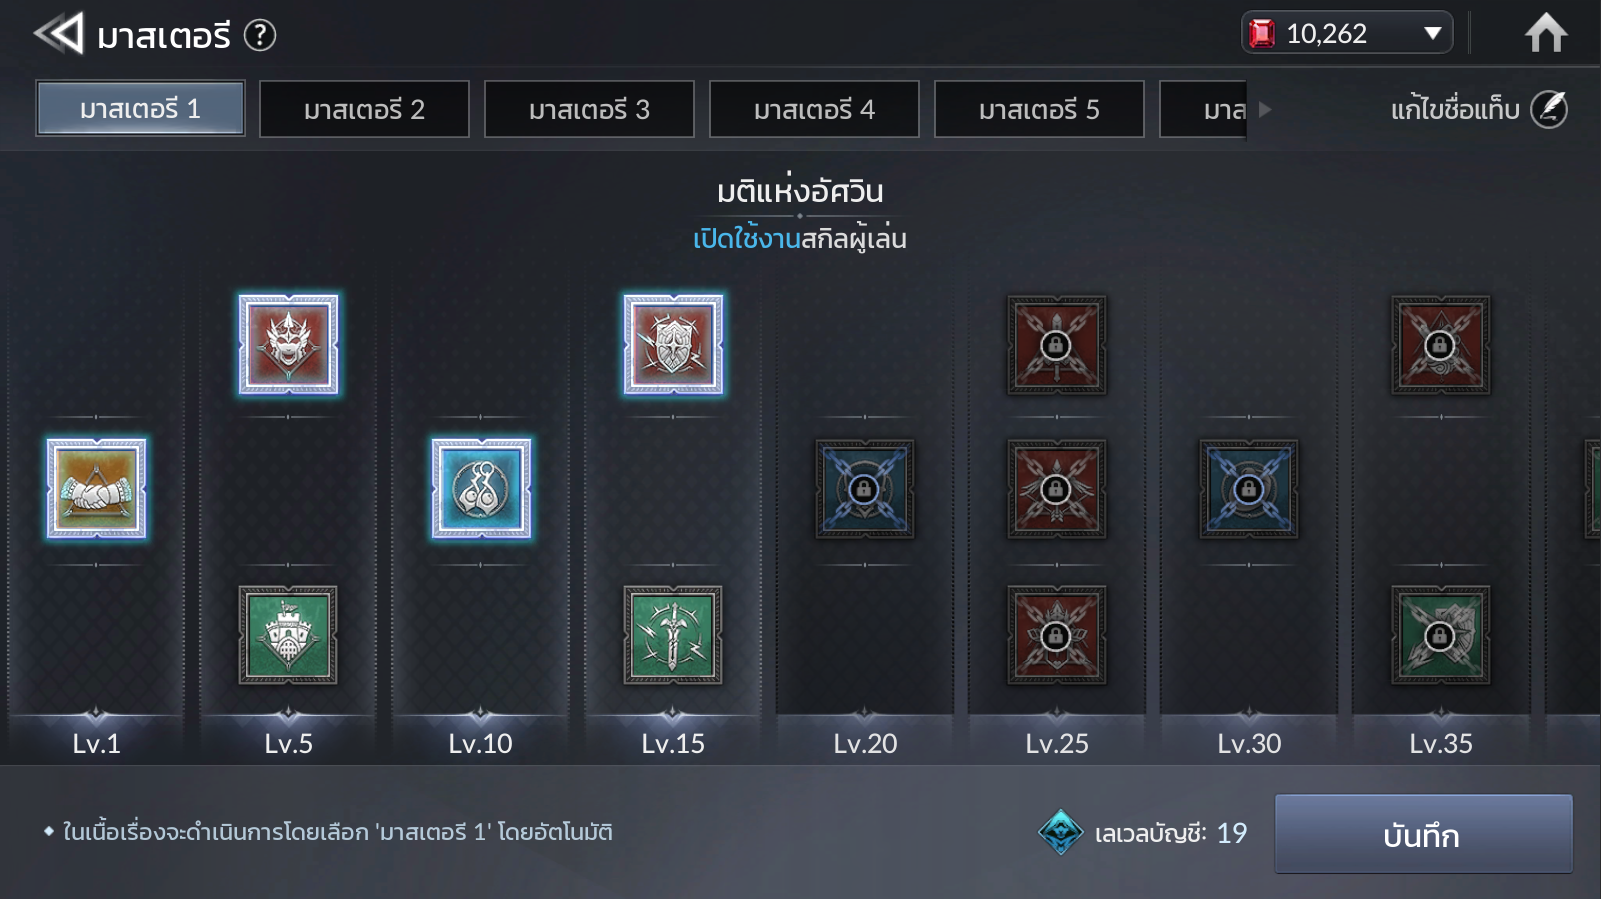 มาสเตอรี ?
10,262
มาสเตอรี 1
มาสเตอรี 2
มาสเตอรี 3
มาสเตอรี 4
มาสเตอรี 5
มาส
แก้ไขชื่อแท็บ
มติแห่งอัศวิน
เปิดใช้งานสกิลผู้เล่น
Lv.1
Lv.5
Lv.10
Lv.15
Lv.20
Lv.25
Lv.30
Lv.35
ในเนื้อเรื่องจะดำเนินการโดยเลือก 'มาสเตอรี 1' โดยอัตโนมัติ
เลเวลบัญชี: 19
บันทึก